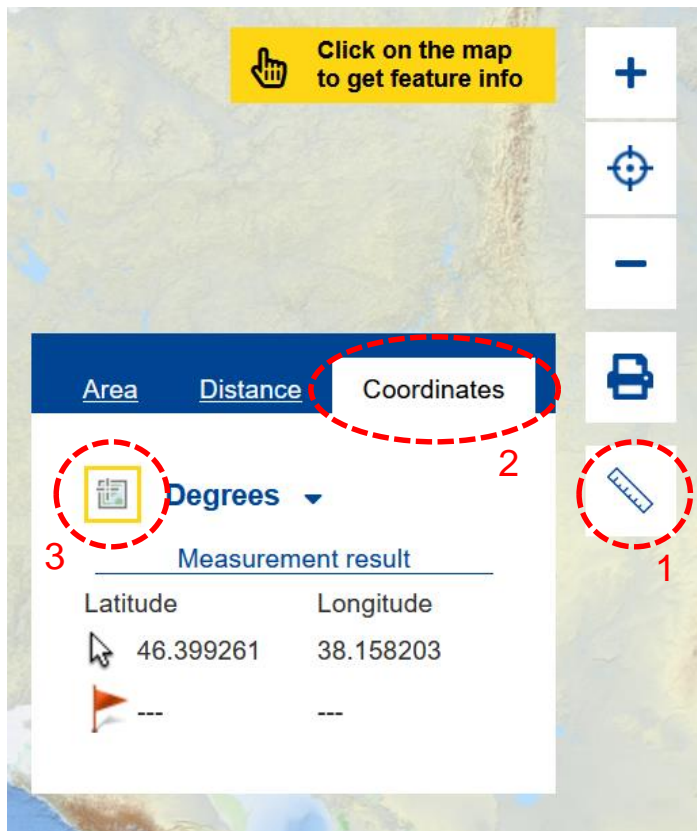 Click on the map
to get feature info
Area Distance Coordinates
2
Degrees
3
Measurement result
1
Latitude Longitude
46.399261 38.158203
--- ---